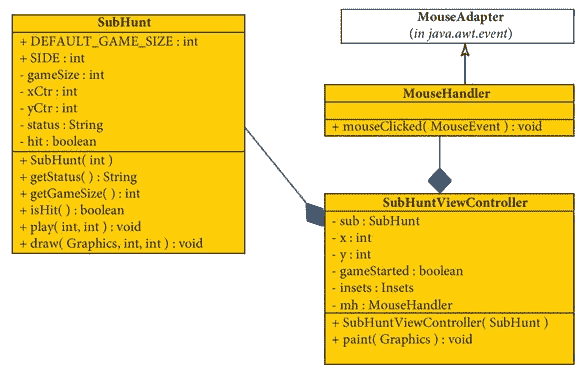 SubHunt
+ DEFAULT_GAME_SIZE : int
+ SIDE : int
- gameSize : int
- xCtr : int
- yCtr : int
- status : String
- hit : boolean
+ SubHunt( int )
+ getStatus( ) : String
+ getGameSize( ) : int
+ isHit( ) : boolean
+ play( int, int ) : void
+ draw( Graphics, int, int ) : void
MouseAdapter
(in java.awt.event)
MouseHandler
+ mouseClicked( MouseEvent ) : void
SubHuntViewController
- sub : SubHunt
- x : int
- y : int
- gameStarted : boolean
- insets : Insets
- mh : MouseHandler
+ SubHuntViewController( SubHunt )
+ paint( Graphics ) : void